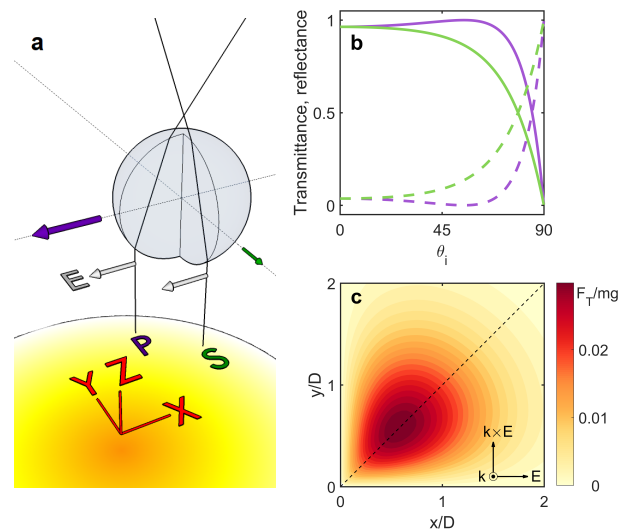 a
E
P
S
Y
Z
X
b
Transmittance, reflectance
1
0.5
0
0
45
90
θi
c
F_T/mg
2
1
0
y/D
k×E
k
E
0
1
2
x/D
0.02
0.01
0